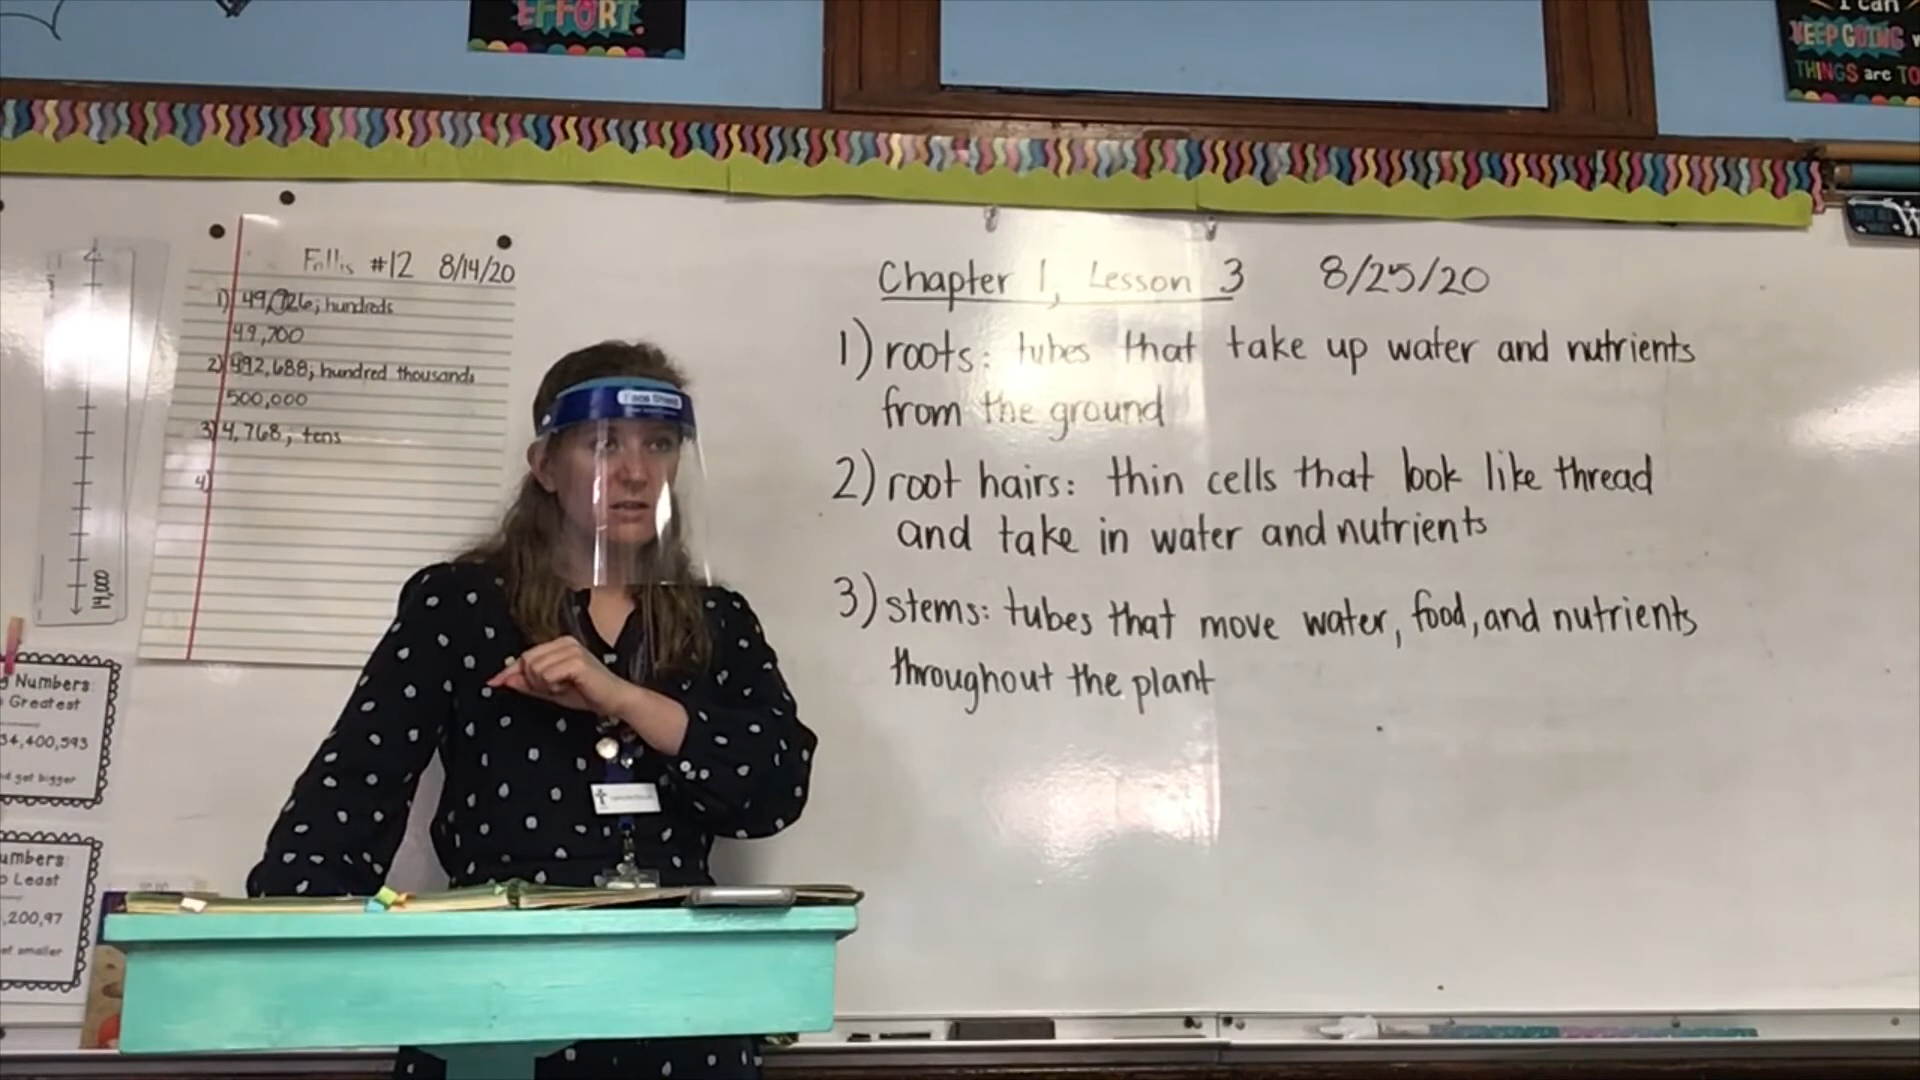 EFFORT.
I can
KEEP GOING
THINGS are TO
#12 8/14/20
1) 49,726; hundreds
49,700
2) 492,688; hundred thousands
500,000
3) 4,768; tens
4)
14,000
Numbers:
Greatest
34,400,593
get bigger
umbers:
o Least
,200,97
et smaller
Face Shield
Chapter 1, Lesson 3 8/25/20
1) roots: tubes that take up water and nutrients
from the ground
2) root hairs: thin cells that look like thread
and take in water and nutrients
3) stems: tubes that move water, food, and nutrients
throughout the plant